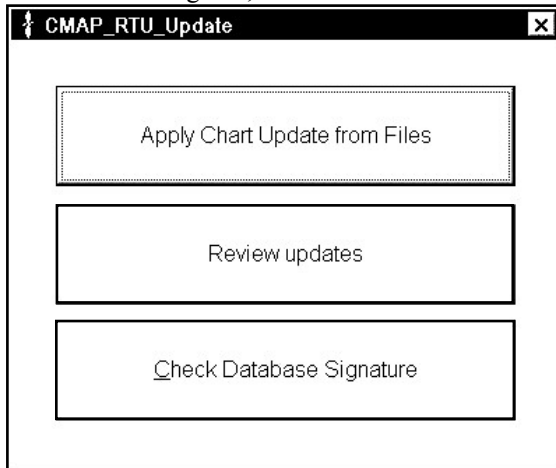 CMAP_RTU_Update
Apply Chart Update from Files
Review updates
Check Database Signature